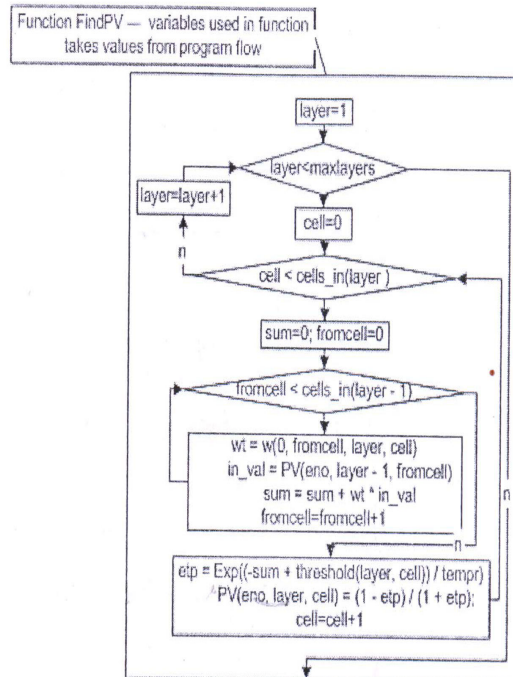 Function FindPV — variables used in function
takes values from program flow
layer=1
layer<maxlayers
layer=layer+1
cell=0
n
cell < cells_in(layer )
sum=0; fromcell=0
fromcell < cells_in(layer - 1)
wt = w(0, fromcell, layer, cell)
in_val = PV(eno, layer - 1, fromcell)
sum = sum + wt * in_val
fromcell=fromcell+1
n
n
etp = Exp((-sum + threshold(layer, cell)) / tempr)
PV(eno, layer, cell) = (1 - etp) / (1 + etp);
cell=cell+1